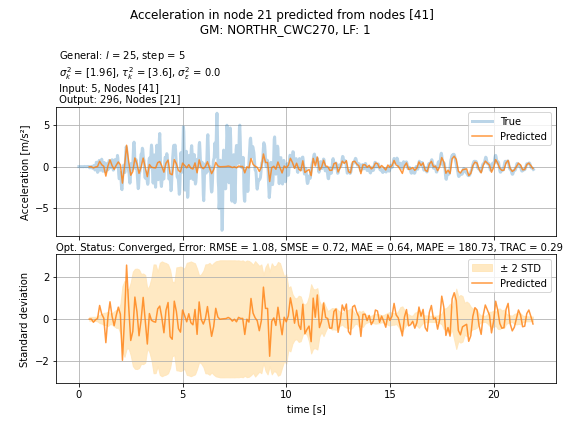 Acceleration in node 21 predicted from nodes [41]
GM: NORTHR_CWC270, LF: 1
General: l = 25, step = 5
σ_k² = [1.96], τ_k² = [3.6], σ_ε² = 0.0
Input: 5, Nodes [41]
Output: 296, Nodes [21]
Acceleration [m/s²]
5
0
−5
True
Predicted
Opt. Status: Converged, Error: RMSE = 1.08, SMSE = 0.72, MAE = 0.64, MAPE = 180.73, TRAC = 0.29
Standard deviation
2
0
−2
± 2 STD
Predicted
0 5 10 15 20
time [s]